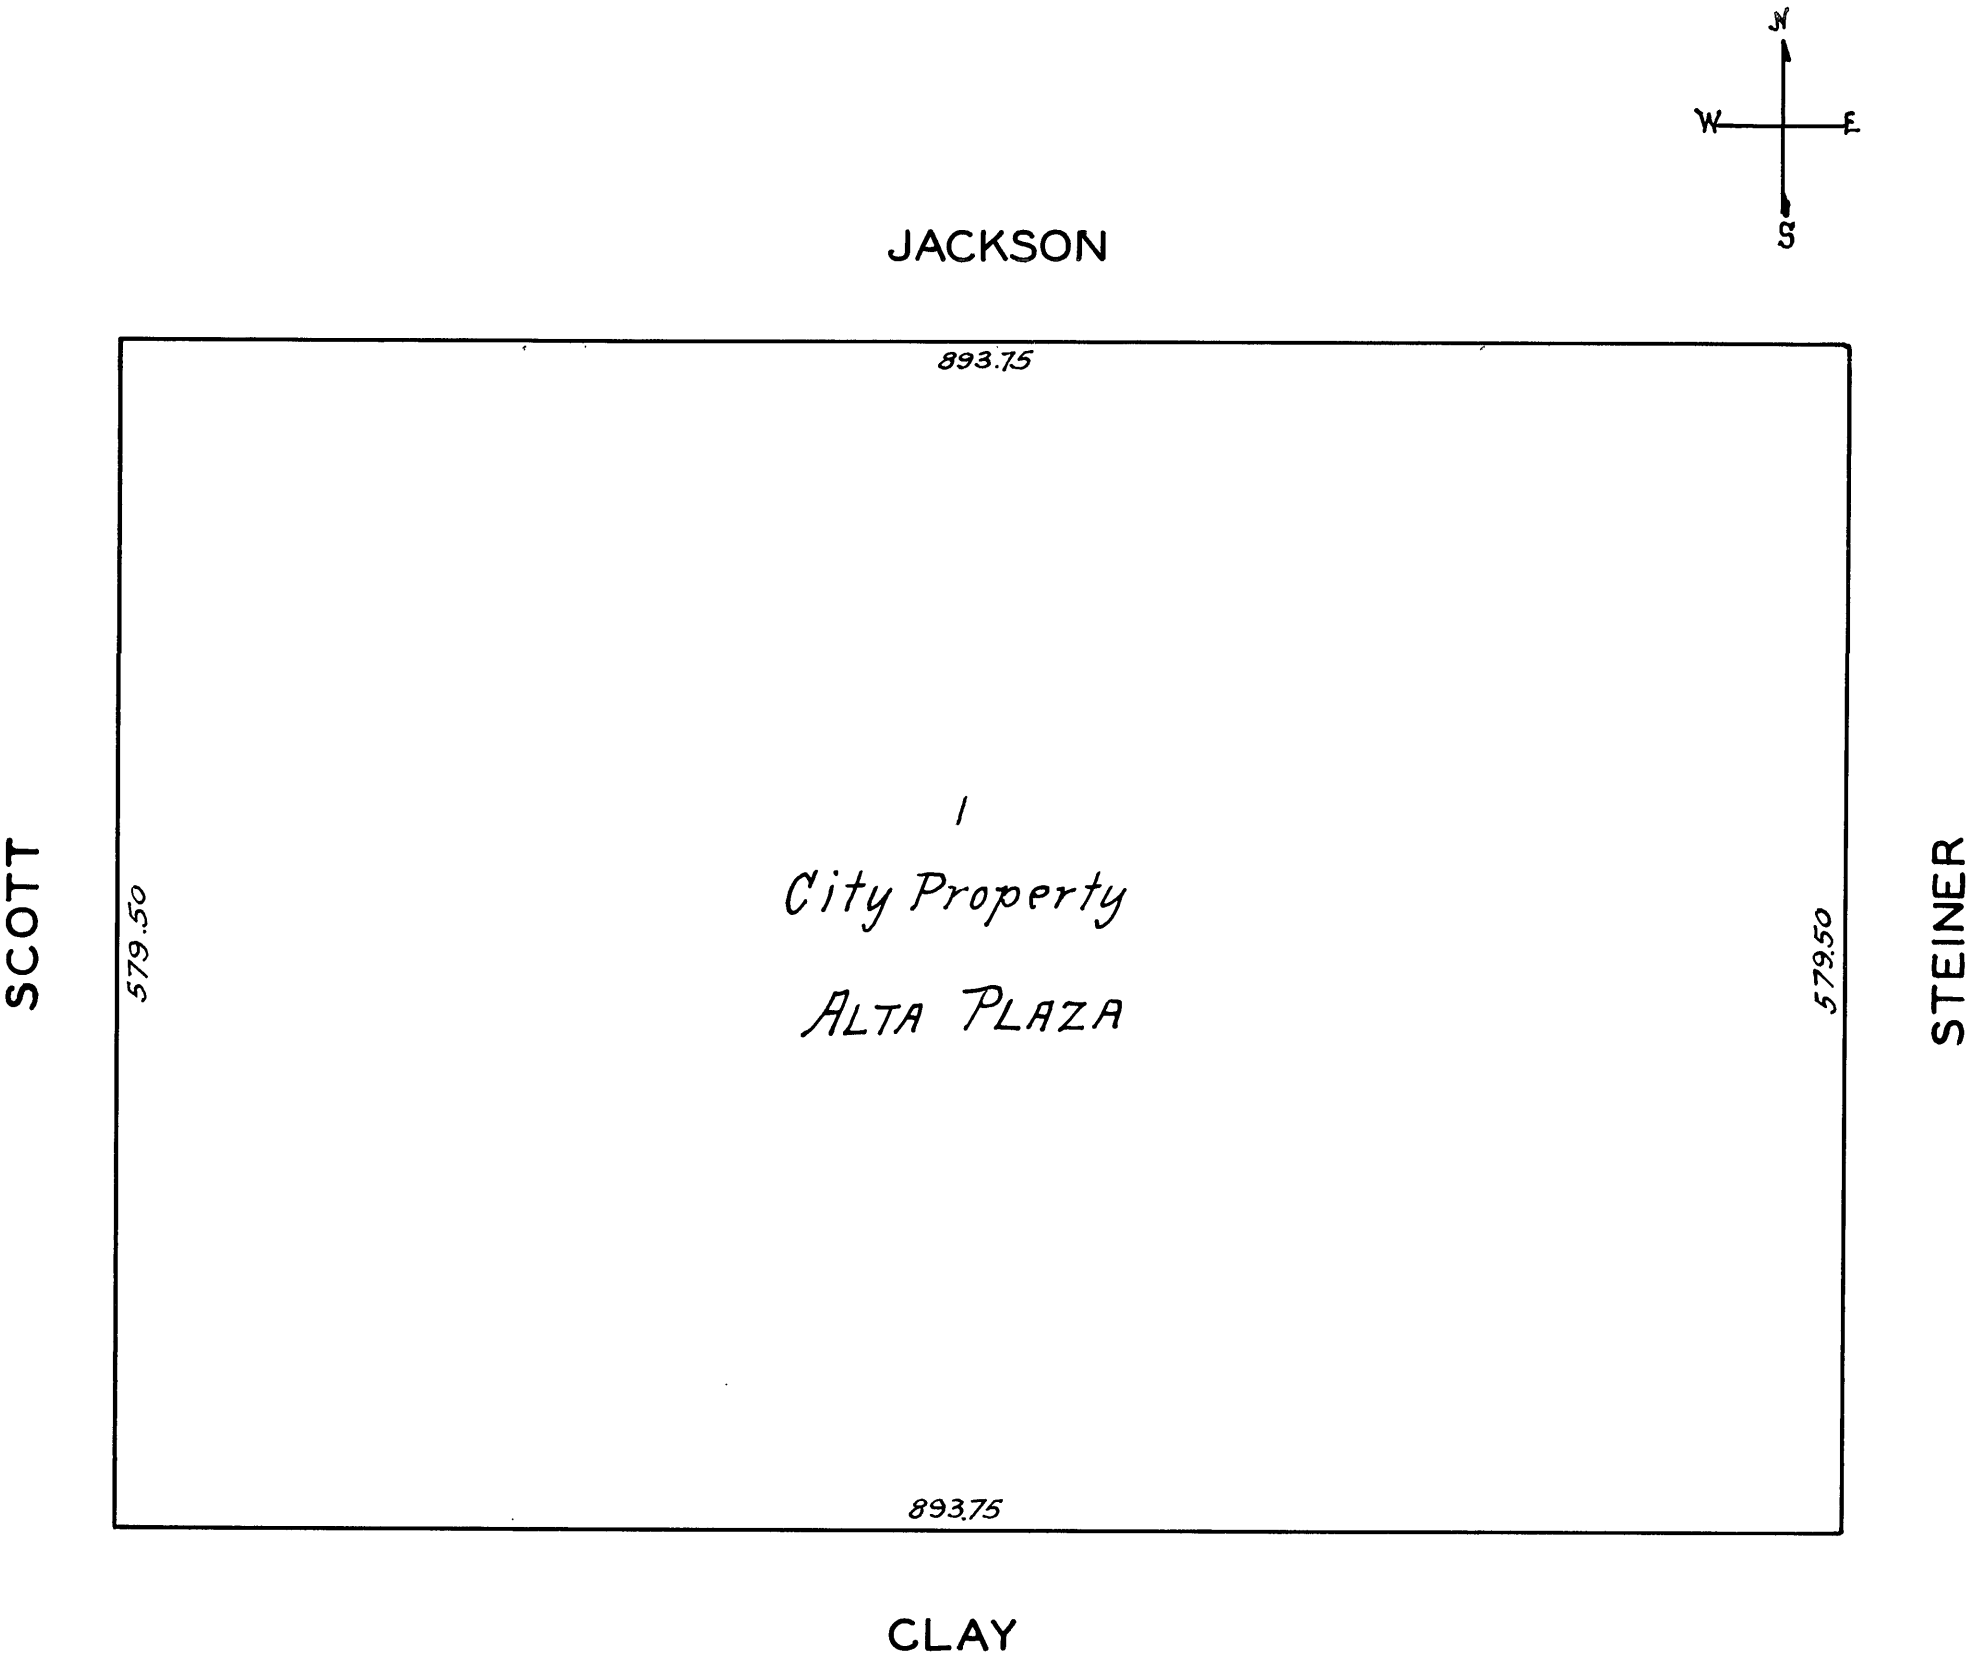 N
W E
S
JACKSON
893.75
SCOTT
579.50
1
City Property
ALTA PLAZA
579.50
STEINER
893.75
CLAY